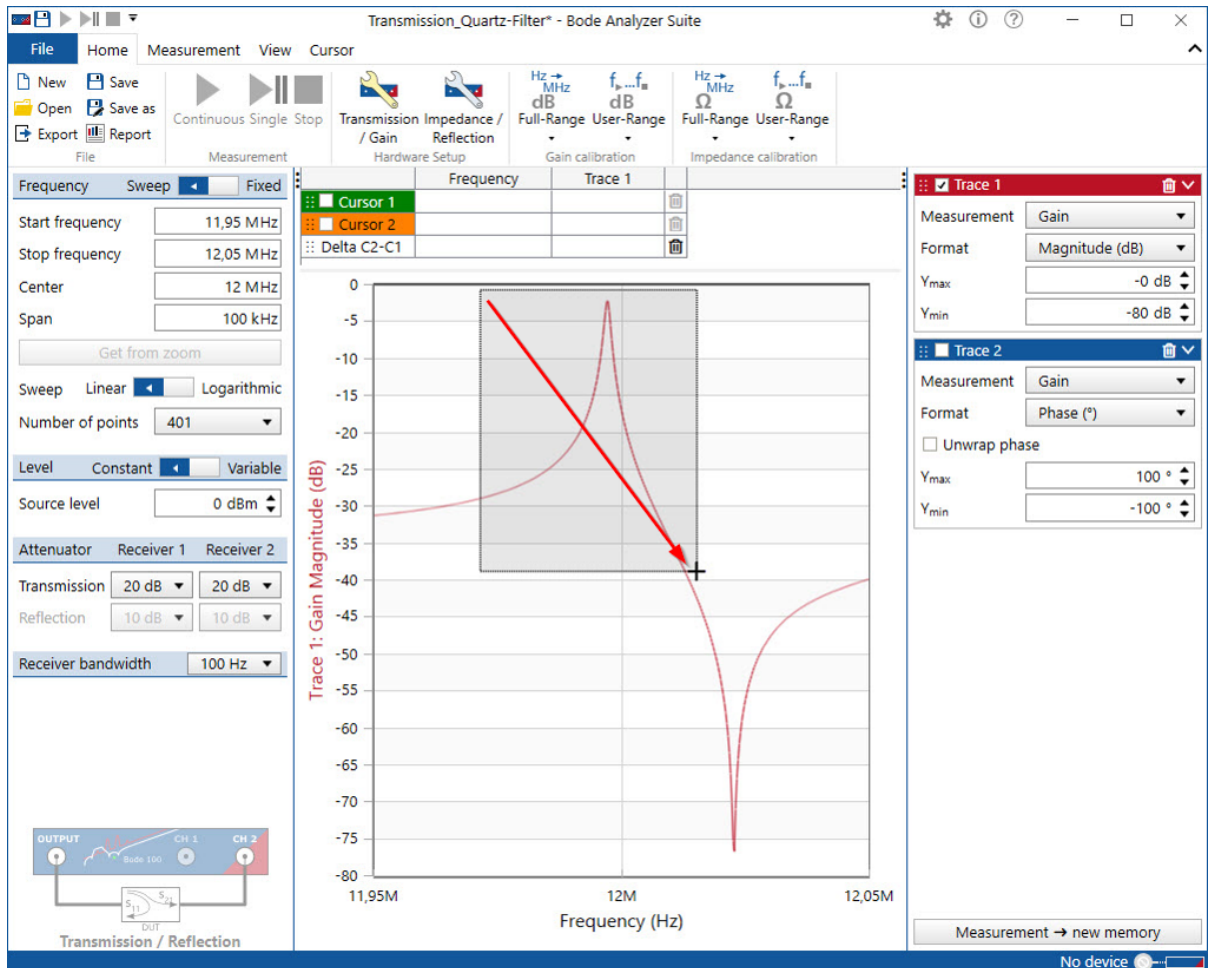 Transmission_Quartz-Filter* - Bode Analyzer Suite
File Home Measurement View Cursor
New Save
Open Save as
Export Report
File
Continuous Single Stop
Measurement
Transmission / Gain
Impedance / Reflection
Hardware Setup
Hz → MHz
dB
Full-Range
f▶...f■
dB
User-Range
Gain calibration
Hz → MHz
Ω
Full-Range
f▶...f■
Ω
User-Range
Impedance calibration
Frequency Sweep Fixed
Start frequency 11,95 MHz
Stop frequency 12,05 MHz
Center 12 MHz
Span 100 kHz
Get from zoom
Sweep Linear Logarithmic
Number of points 401
Level Constant Variable
Source level 0 dBm
Attenuator Receiver 1 Receiver 2
Transmission 20 dB 20 dB
Reflection 10 dB 10 dB
Receiver bandwidth 100 Hz
OUTPUT CH 1 CH 2
Bode 100
S11 S21
DUT
Transmission / Reflection
Frequency Trace 1
Cursor 1
Cursor 2
Delta C2-C1
Trace 1: Gain Magnitude (dB)
0
-5
-10
-15
-20
-25
-30
-35
-40
-45
-50
-55
-60
-65
-70
-75
-80
11,95M 12M 12,05M
Frequency (Hz)
Trace 1
Measurement Gain
Format Magnitude (dB)
Ymax -0 dB
Ymin -80 dB
Trace 2
Measurement Gain
Format Phase (°)
Unwrap phase
Ymax 100 °
Ymin -100 °
Measurement → new memory
No device